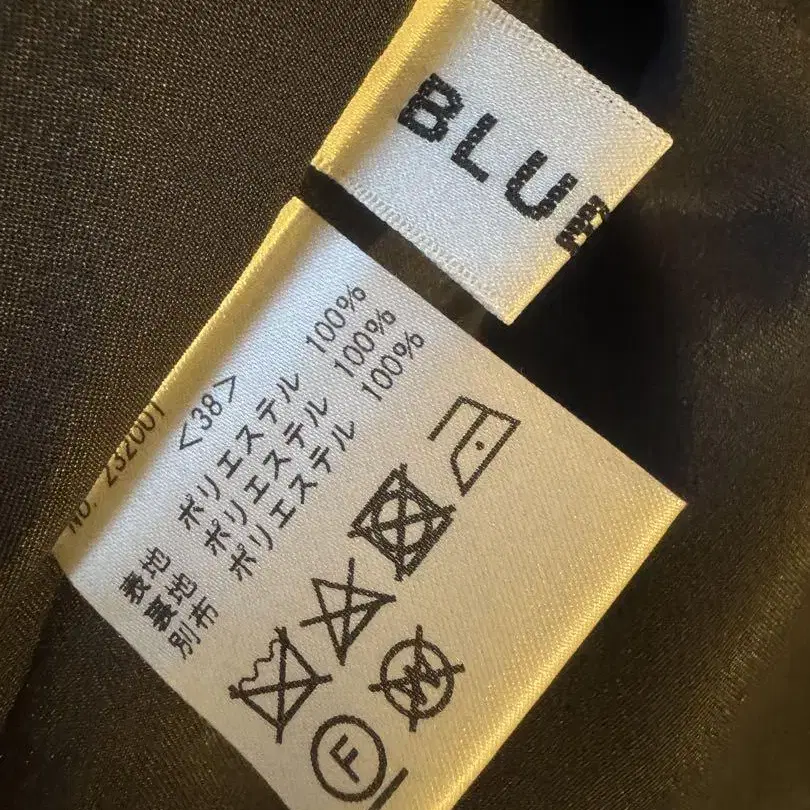 BLUE
NO. 232001
<38>
表地 ポリエステル 100%
裏地 ポリエステル 100%
別布 ポリエステル 100%
W
F